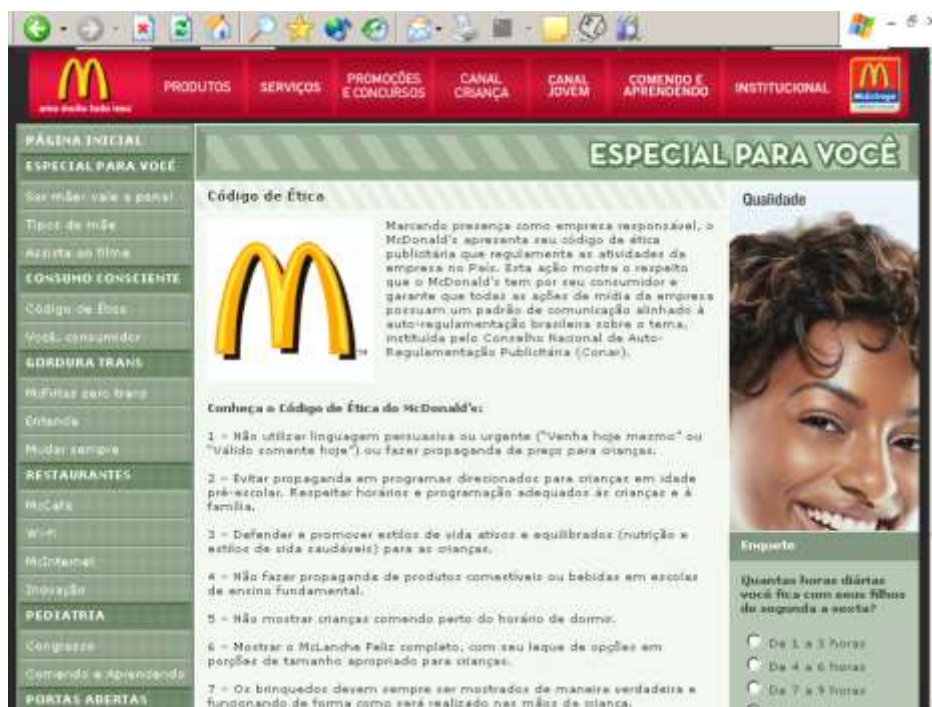 amo muito tudo isso
PRODUTOS
SERVIÇOS
PROMOÇÕES
E CONCURSOS
CANAL
CRIANÇA
CANAL
JOVEM
COMENDO E
APRENDENDO
INSTITUCIONAL
PÁGINA INICIAL
ESPECIAL PARA VOCÊ
Ser mãe: vale a pena!
Tipos de mãe
Assista ao filme
CONSUMO CONSCIENTE
Código de Ética
Você, consumidor
GORDURA TRANS
McFritas zero trans
Entenda
Mudar sempre
RESTAURANTES
McCafé
Wi-Fi
McInternet
Inovação
PEDIATRIA
Congresso
Comendo e Aprendendo
PORTAS ABERTAS
ESPECIAL PARA VOCÊ
Código de Ética
Marcando presença como empresa responsável, o
McDonald's apresenta seu código de ética
publicitária que regulamenta as atividades da
empresa no País. Esta ação mostra o respeito
que o McDonald's tem por seu consumidor e
garante que todas as ações de mídia da empresa
possuam um padrão de comunicação alinhado à
auto-regulamentação brasileira sobre o tema,
instituída pelo Conselho Nacional de Auto-
Regulamentação Publicitária (Conar).
Conheça o Código de Ética do McDonald's:
1 - Não utilizar linguagem persuasiva ou urgente ("Venha hoje mesmo" ou
"Válido somente hoje") ou fazer propaganda de preço para crianças.
2 - Evitar propaganda em programas direcionados para crianças em idade
pré-escolar. Respeitar horários e programação adequados às crianças e à
família.
3 - Defender e promover estilos de vida ativos e equilibrados (nutrição e
estilos de vida saudáveis) para as crianças.
4 - Não fazer propaganda de produtos comestíveis ou bebidas em escolas
de ensino fundamental.
5 - Não mostrar crianças comendo perto do horário de dormir.
6 - Mostrar o McLanche Feliz completo, com seu leque de opções em
porções de tamanho apropriado para crianças.
7 - Os brinquedos devem sempre ser mostrados de maneira verdadeira e
funcionando de forma como será realizado nas mãos da criança.
Qualidade
Enquete
Quantas horas diárias
você fica com seus filhos
de segunda a sexta?
De 1 a 3 horas
De 4 a 6 horas
De 7 a 9 horas